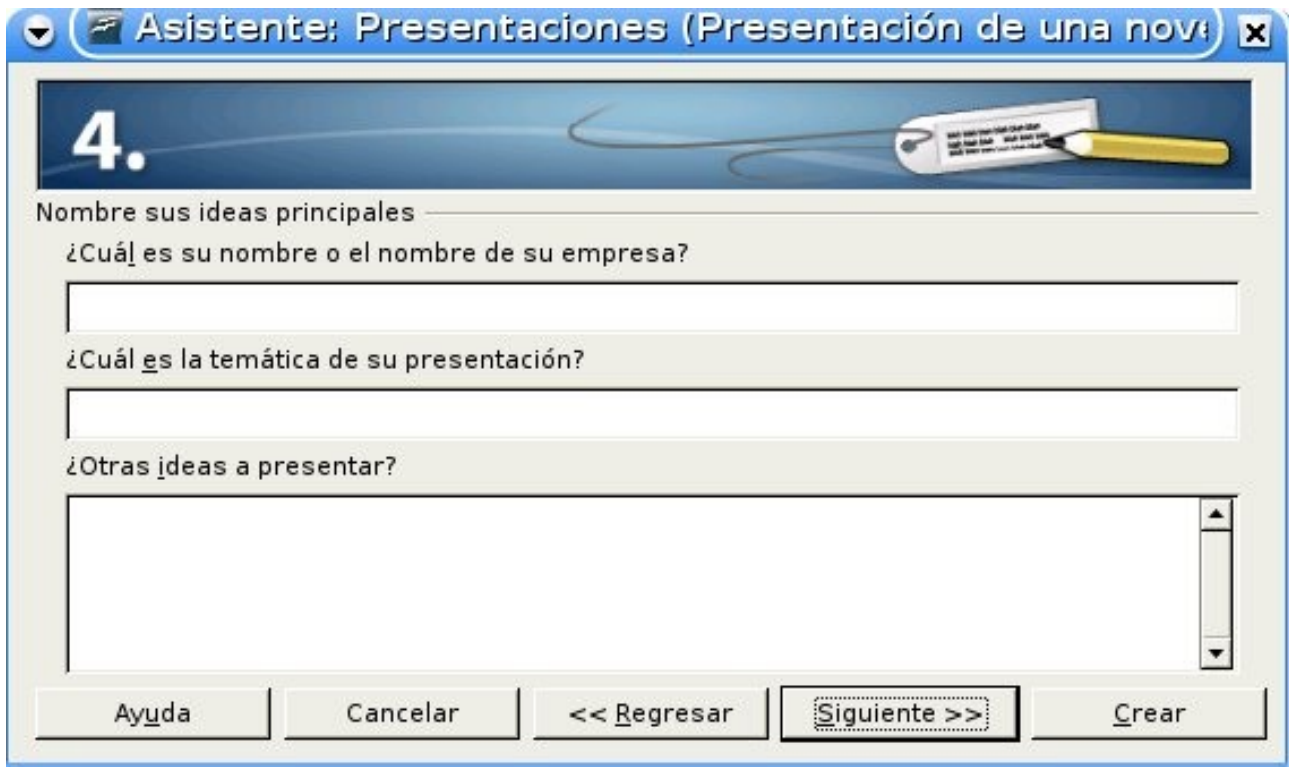 Asistente: Presentaciones (Presentación de una nove
4.
Nombre sus ideas principales
¿Cuál es su nombre o el nombre de su empresa?
¿Cuál es la temática de su presentación?
¿Otras ideas a presentar?
Ayuda Cancelar << Regresar Siguiente >> Crear